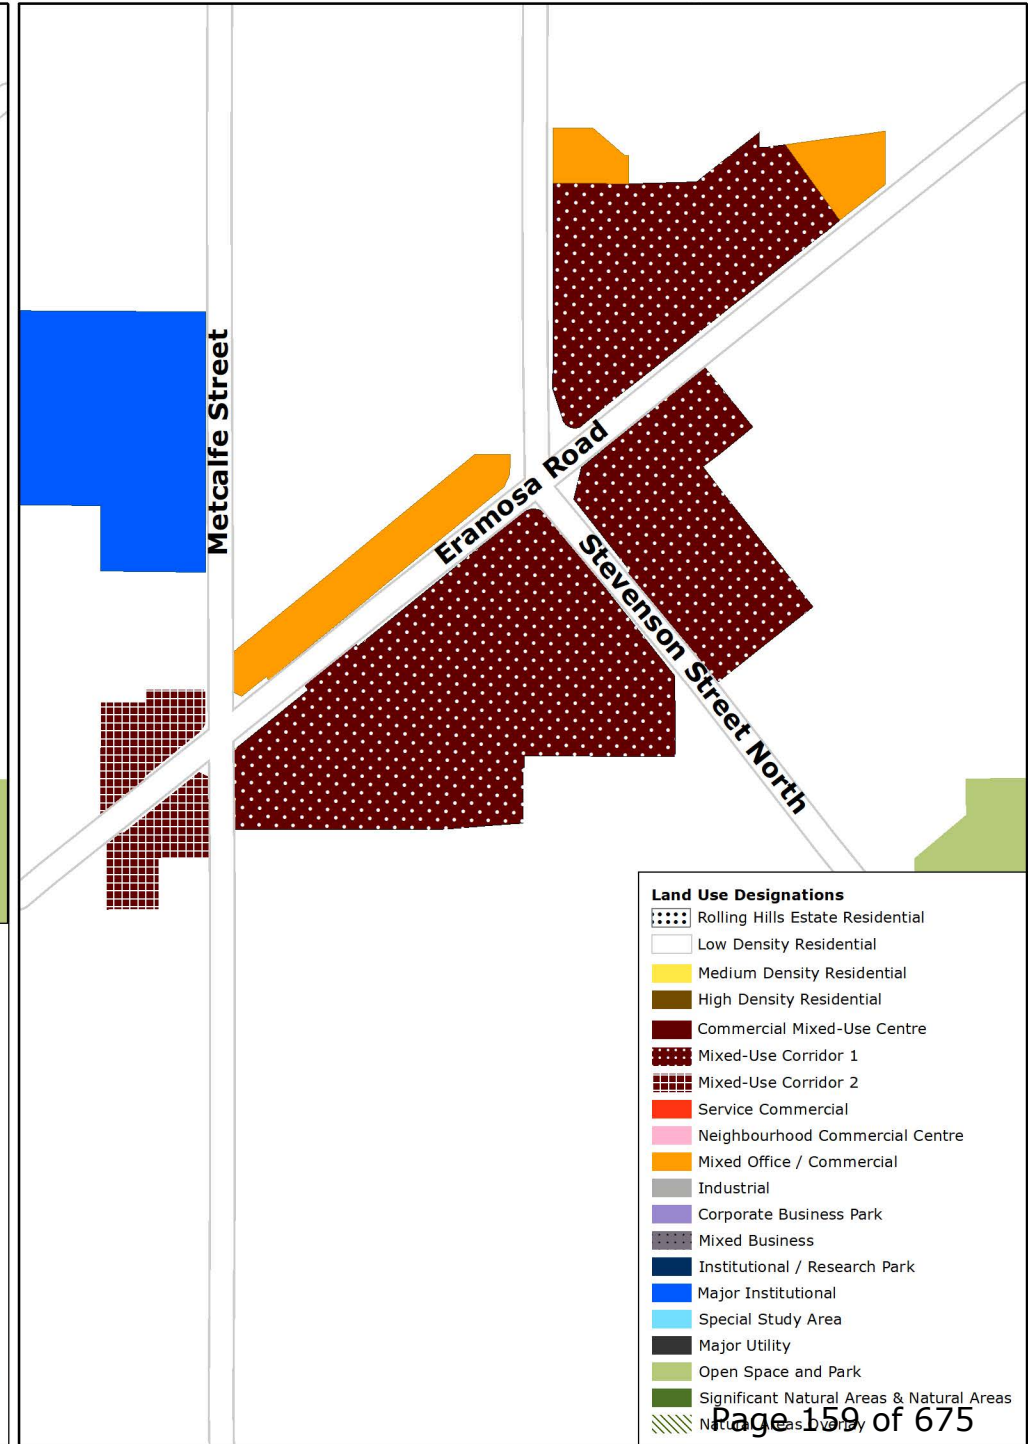 Metcalfe Street
Eramosa Road
Stevenson Street North
Land Use Designations
Rolling Hills Estate Residential
Low Density Residential
Medium Density Residential
High Density Residential
Commercial Mixed-Use Centre
Mixed-Use Corridor 1
Mixed-Use Corridor 2
Service Commercial
Neighbourhood Commercial Centre
Mixed Office / Commercial
Industrial
Corporate Business Park
Mixed Business
Institutional / Research Park
Major Institutional
Special Study Area
Major Utility
Open Space and Park
Significant Natural Areas & Natural Areas
Natural Areas Overlay
Page 159 of 675